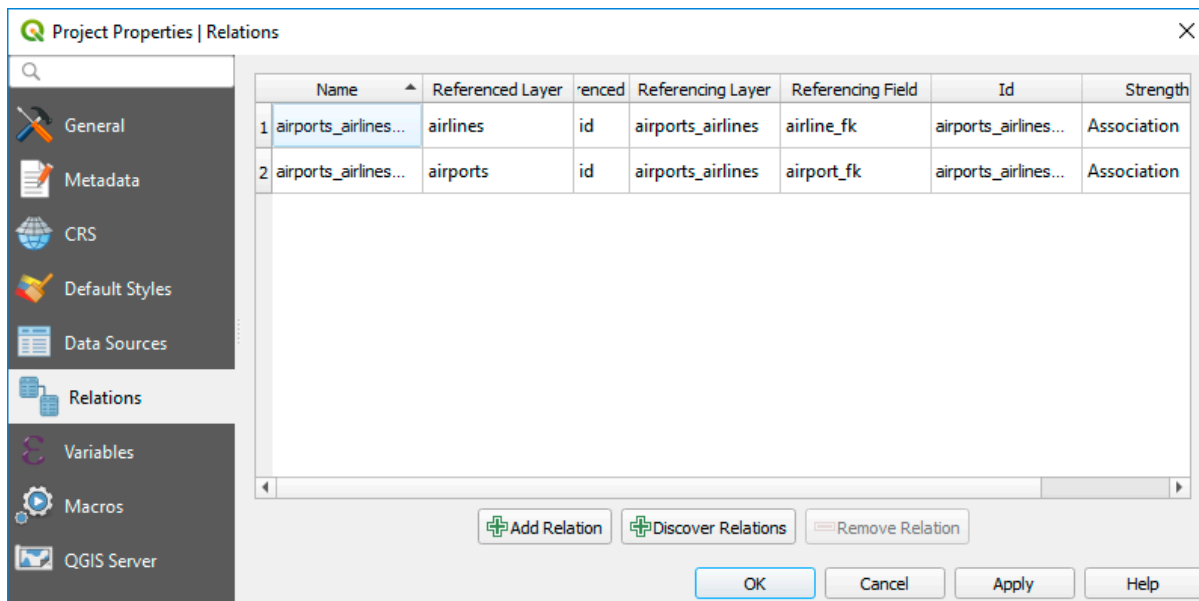 Project Properties | Relations
General
Metadata
CRS
Default Styles
Data Sources
Relations
Variables
Macros
QGIS Server
Name Referenced Layer renced Referencing Layer Referencing Field Id Strength
1 airports_airlines... airlines id airports_airlines airline_fk airports_airlines... Association
2 airports_airlines... airports id airports_airlines airport_fk airports_airlines... Association
Add Relation Discover Relations Remove Relation
OK Cancel Apply Help